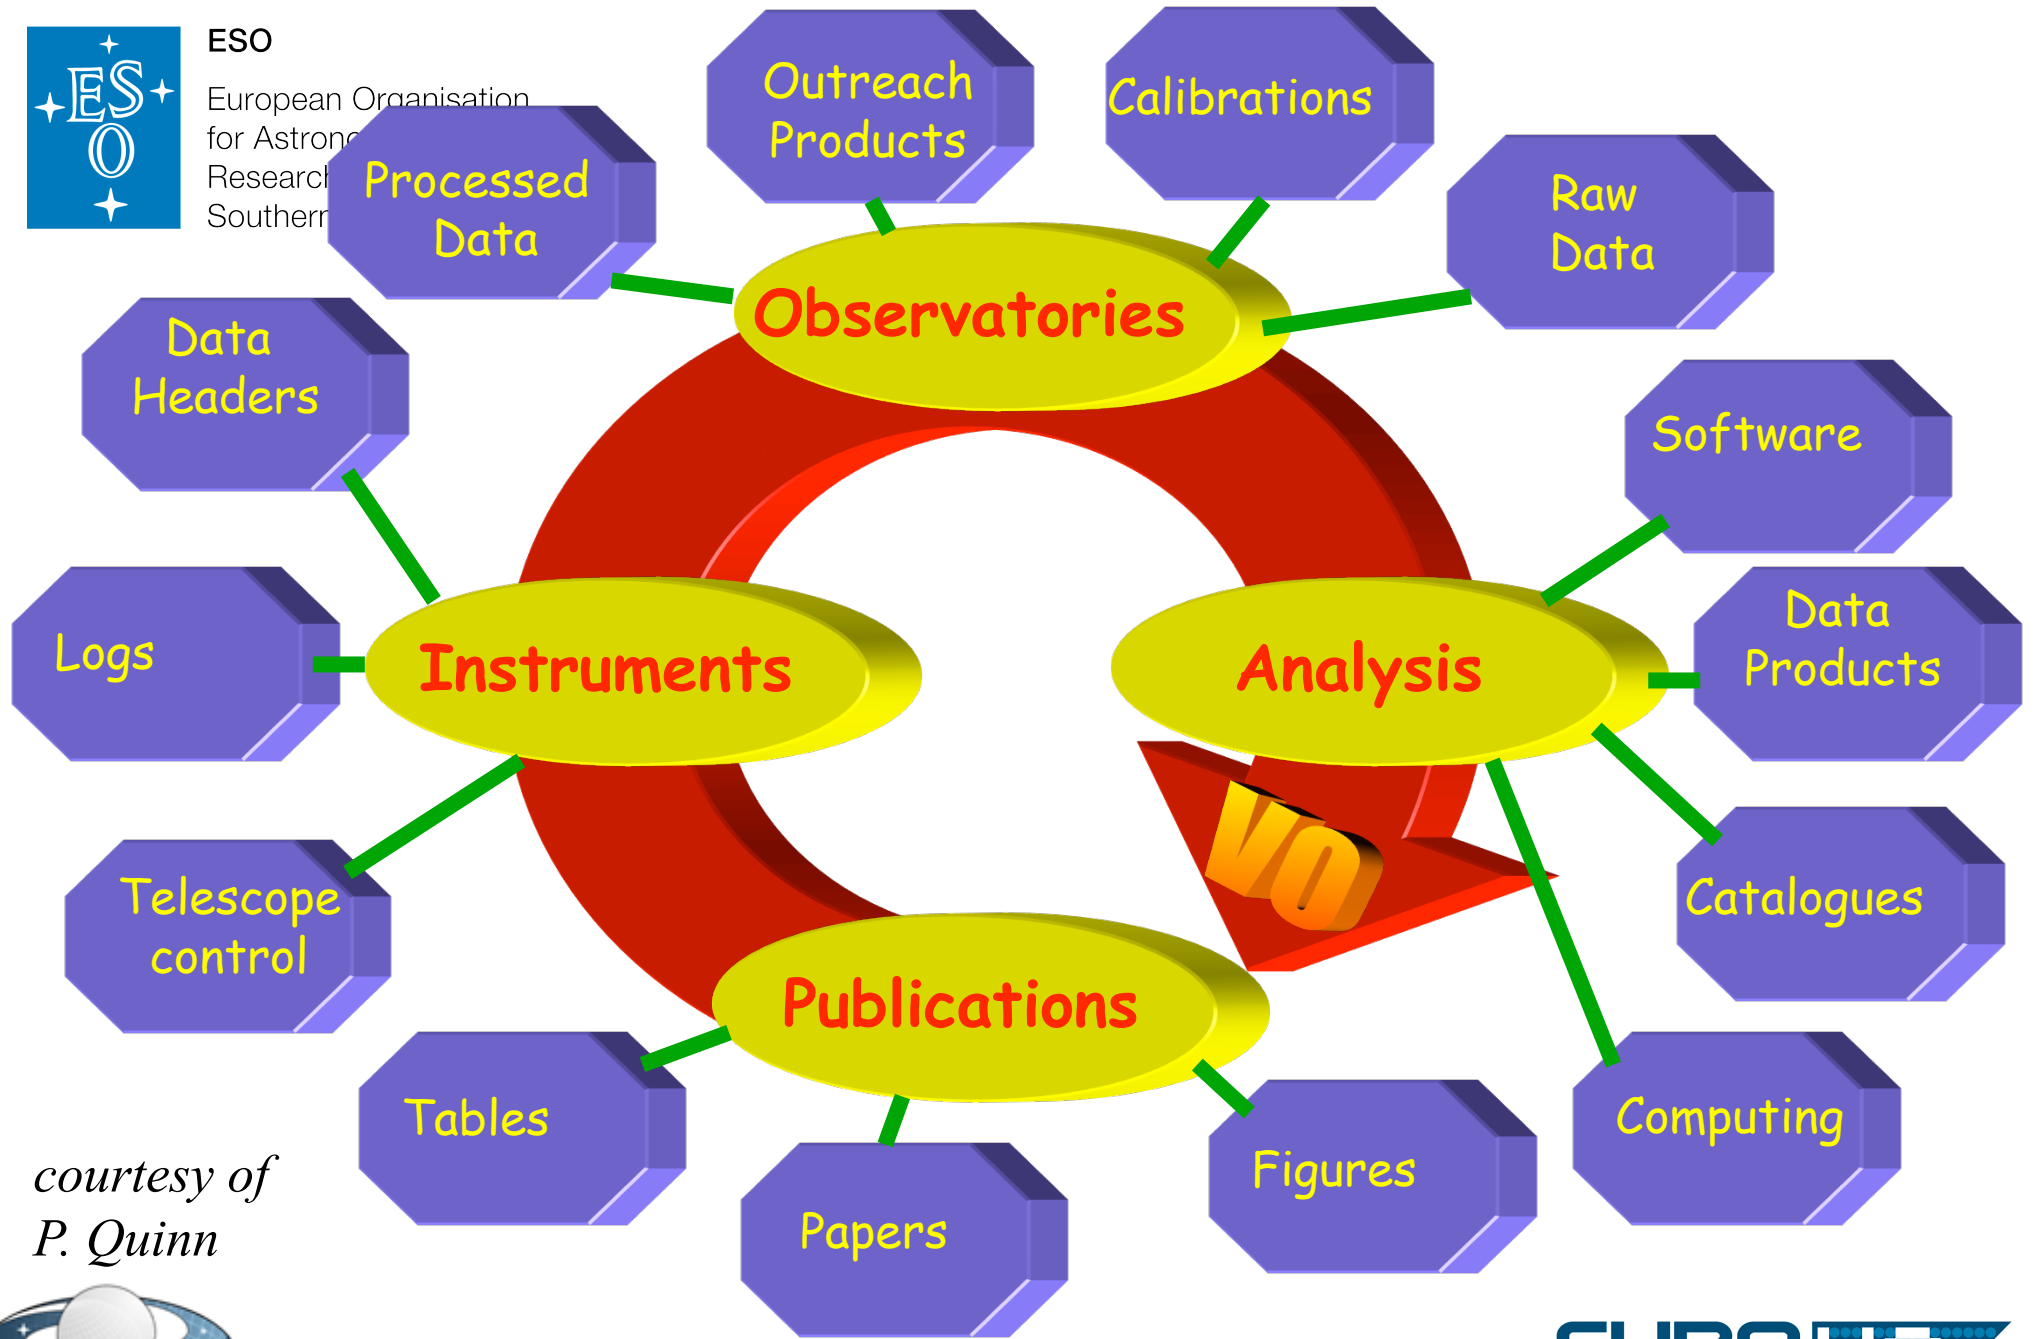 ESO
European Organisation
for Astron
Research
Southern
Outreach
Products
Calibrations
Processed
Data
Raw
Data
Observatories
Data
Headers
Software
Logs
Instruments
Analysis
Data
Products
VO
Telescope
control
Catalogues
Publications
Tables
Papers
Figures
Computing
courtesy of
P. Quinn